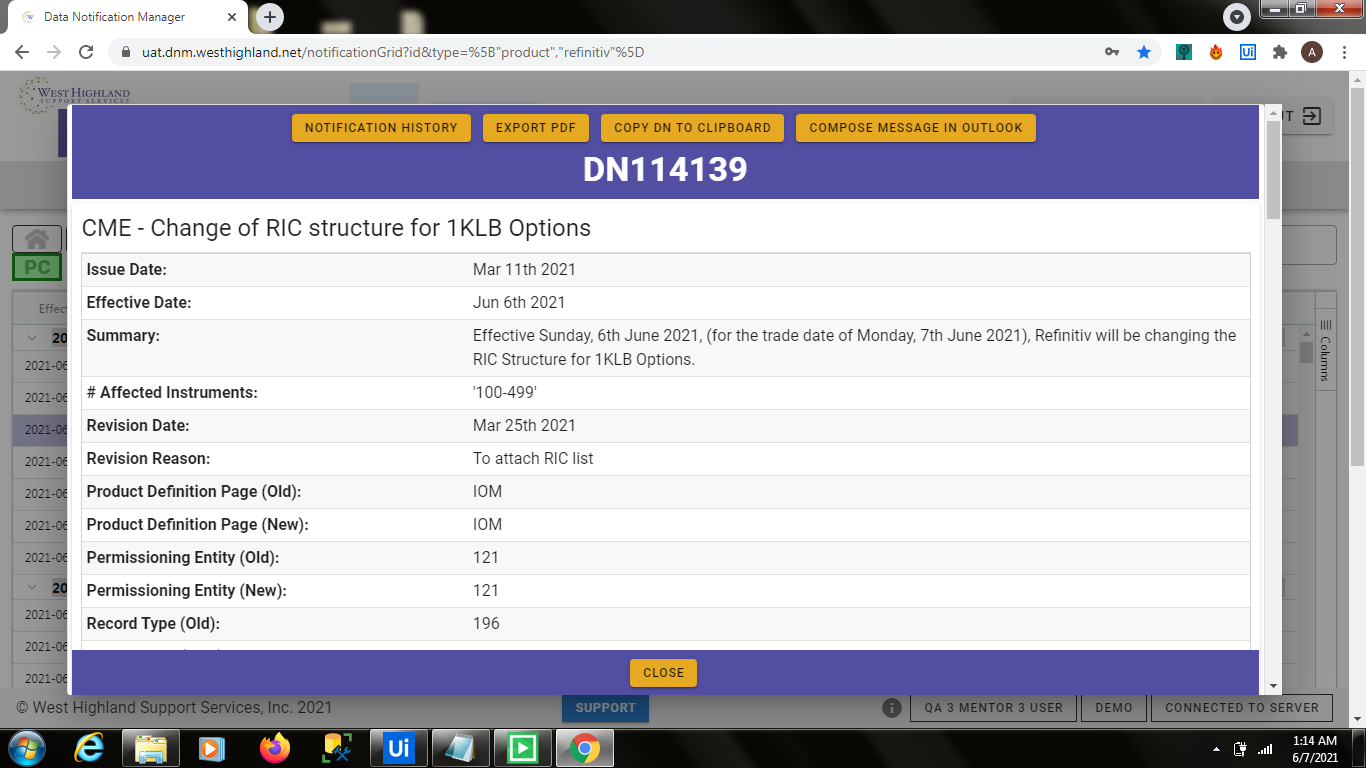 Data Notification Manager
uat.dnm.westhighland.net/notificationGrid?id&type=%5B"product","refinitiv"%5D
Ui
A
WEST HIGHLAND
SUPPORT SERVICES
NOTIFICATION HISTORY
EXPORT PDF
COPY DN TO CLIPBOARD
COMPOSE MESSAGE IN OUTLOOK
DN114139
CME - Change of RIC structure for 1KLB Options
PC
Issue Date: Mar 11th 2021
Effective Date: Jun 6th 2021
Summary: Effective Sunday, 6th June 2021, (for the trade date of Monday, 7th June 2021), Refinitiv will be changing the
RIC Structure for 1KLB Options.
# Affected Instruments: '100-499'
Revision Date: Mar 25th 2021
Revision Reason: To attach RIC list
Product Definition Page (Old): IOM
Product Definition Page (New): IOM
Permissioning Entity (Old): 121
Permissioning Entity (New): 121
Record Type (Old): 196
Effec
20
2021-06
2021-06
2021-06
2021-06
2021-06
2021-06
2021-06
20
2021-06
2021-06
2021-06
Columns
CLOSE
© West Highland Support Services, Inc. 2021
SUPPORT
QA 3 MENTOR 3 USER
DEMO
CONNECTED TO SERVER
Ui
1:14 AM
6/7/2021